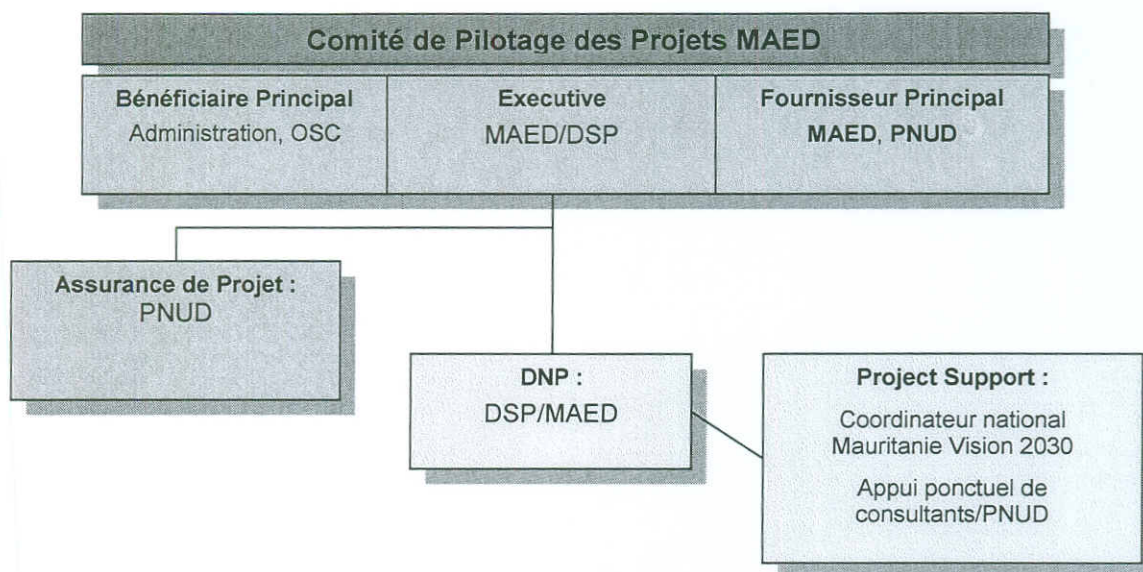 Comité de Pilotage des Projets MAED
Bénéficiaire Principal
Administration, OSC
Executive
MAED/DSP
Fournisseur Principal
MAED, PNUD
Assurance de Projet :
PNUD
DNP :
DSP/MAED
Project Support :
Coordinateur national
Mauritanie Vision 2030
Appui ponctuel de
consultants/PNUD